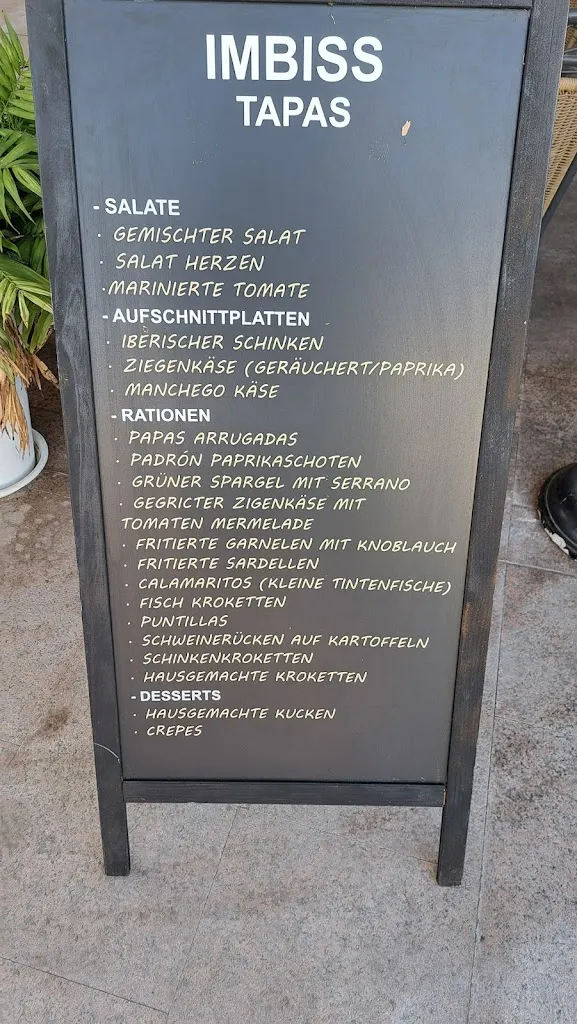 IMBISS
TAPAS
- SALATE
· GEMISCHTER SALAT
· SALAT HERZEN
· MARINIERTE TOMATE
- AUFSCHNITTPLATTEN
· IBERISCHER SCHINKEN
· ZIEGENKÄSE (GERÄUCHERT/PAPRIKA)
· MANCHEGO KÄSE
- RATIONEN
· PAPAS ARRUGADAS
· PADRÓN PAPRIKASCHOTEN
· GRÜNER SPARGEL MIT SERRANO
· GEGRICTER ZIGENKÄSE MIT
TOMATEN MERMELADE
· FRITIERTE GARNELEN MIT KNOBLAUCH
· FRITIERTE SARDELLEN
· CALAMARITOS (KLEINE TINTENFISCHE)
· FISCH KROKETTEN
· PUNTILLAS
· SCHWEINERÜCKEN AUF KARTOFFELN
· SCHINKENKROKETTEN
· HAUSGEMACHTE KROKETTEN
- DESSERTS
· HAUSGEMACHTE KUCKEN
· CREPES